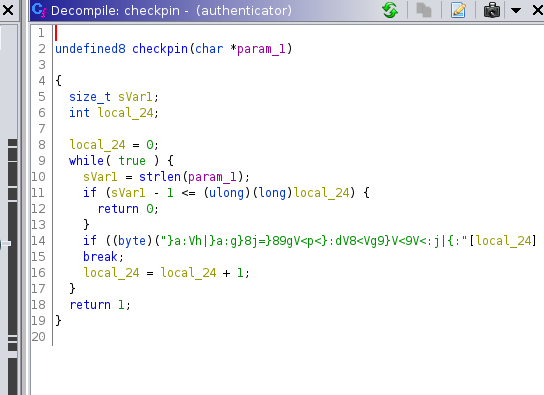 Decompile: checkpin - (authenticator)
1
2 undefined8 checkpin(char *param_1)
3
4 {
5 size_t sVar1;
6 int local_24;
7
8 local_24 = 0;
9 while( true ) {
10 sVar1 = strlen(param_1);
11 if (sVar1 - 1 <= (ulong)(long)local_24) {
12 return 0;
13 }
14 if ((byte)("}a:Vh|}a:g}8j=}89gV<p<}:dV8<Vg9}V<9V<:j|{:"[local_24]
15 break;
16 local_24 = local_24 + 1;
17 }
18 return 1;
19 }
20